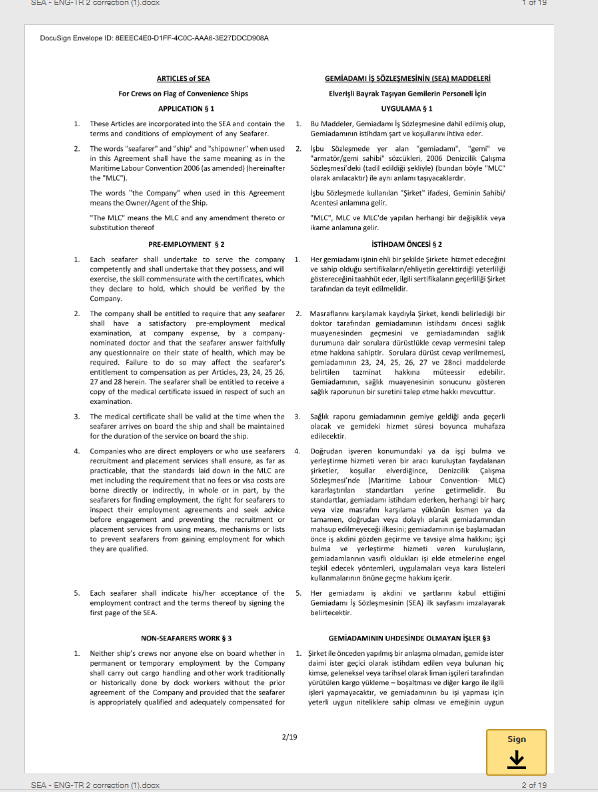 SEA - ENG-TR 2 correction (1).docx
1 of 19
DocuSign Envelope ID: 8EEEC4E0-D1FF-4C0C-AAA6-3E27DDCD908A
ARTICLES of SEA
For Crews on Flag of Convenience Ships
APPLICATION § 1
1. These Articles are incorporated into the SEA and contain the
terms and conditions of employment of any Seafarer.
2. The words "seafarer" and "ship" and "shipowner" when used
in this Agreement shall have the same meaning as in the
Maritime Labour Convention 2006 (as amended) (hereinafter
the "MLC").
The words "the Company" when used in this Agreement
means the Owner/Agent of the Ship.
"The MLC" means the MLC and any amendment thereto or
substitution thereof
PRE-EMPLOYMENT § 2
1. Each seafarer shall undertake to serve the company
competently and shall undertake that they possess, and will
exercise, the skill commensurate with the certificates, which
they declare to hold, which should be verified by the
Company.
2. The company shall be entitled to require that any seafarer
shall have a satisfactory pre-employment medical
examination, at company expense, by a company-
nominated doctor and that the seafarer answer faithfully
any questionnaire on their state of health, which may be
required. Failure to do so may affect the seafarer's
entitlement to compensation as per Articles, 23, 24, 25 26,
27 and 28 herein. The seafarer shall be entitled to receive a
copy of the medical certificate issued in respect of such an
examination.
3. The medical certificate shall be valid at the time when the
seafarer arrives on board the ship and shall be maintained
for the duration of the service on board the ship.
4. Companies who are direct employers or who use seafarers
recruitment and placement services shall ensure, as far as
practicable, that the standards laid down in the MLC are
met including the requirement that no fees or visa costs are
borne directly or indirectly, in whole or in part, by the
seafarers for finding employment, the right for seafarers to
inspect their employment agreements and seek advice
before engagement and preventing the recruitment or
placement services from using means, mechanisms or lists
to prevent seafarers from gaining employment for which
they are qualified.
5. Each seafarer shall indicate his/her acceptance of the
employment contract and the terms thereof by signing the
first page of the SEA.
NON-SEAFARERS WORK § 3
1. Neither ship's crews nor anyone else on board whether in
permanent or temporary employment by the Company
shall carry out cargo handling and other work traditionally
or historically done by dock workers without the prior
agreement of the Company and provided that the seafarer
is appropriately qualified and adequately compensated for
GEMİADAMI İŞ SÖZLEŞMESİNİN (SEA) MADDELERİ
Elverişli Bayrak Taşıyan Gemilerin Personeli İçin
UYGULAMA § 1
1. Bu Maddeler, Gemiadamı İş Sözleşmesine dahil edilmiş olup,
Gemiadamının istihdam şart ve koşullarını ihtiva eder.
2. İşbu Sözleşmede yer alan "gemiadamı", "gemi" ve
"armatör/gemi sahibi" sözcükleri, 2006 Denizcilik Çalışma
Sözleşmesi'deki (tadil edildiği şekliyle) (bundan böyle "MLC"
olarak anılacaktır) ile aynı anlamı taşıyacaklardır.
İşbu Sözleşmede kullanılan "Şirket" ifadesi, Geminin Sahibi/
Acentesi anlamına gelir.
"MLC", MLC ve MLC'de yapılan herhangi bir değişiklik veya
ikame anlamına gelir.
İSTİHDAM ÖNCESİ § 2
1. Her gemiadamı işinin ehli bir şekilde Şirkete hizmet edeceğini
ve sahip olduğu sertifikaların/ehliyetin gerektirdiği yeterliliği
göstereceğini taahhüt eder, ilgili sertifikaların geçerliliği Şirket
tarafından da teyit edilmelidir.
2. Masraflarını karşılamak kaydıyla Şirket, kendi belirlediği bir
doktor tarafından gemiadamının istihdamı öncesi sağlık
muayenesinden geçmesini ve gemiadamından sağlık
durumuna dair sorulara dürüstlükle cevap vermesini talep
etme hakkına sahiptir. Sorulara dürüst cevap verilmemesi,
gemiadamının 23, 24, 25, 26, 27 ve 28nci maddelerde
belirtilen tazminat hakkına müteessir edebilir.
Gemiadamının, sağlık muayenesinin sonucunu gösteren
sağlık raporunun bir suretini talep etme hakkı mevcuttur.
3. Sağlık raporu gemiadamının gemiye geldiği anda geçerli
olacak ve gemideki hizmet süresi boyunca muhafaza
edilecektir.
4. Doğrudan işveren konumundaki ya da işçi bulma ve
yerleştirme hizmeti veren bir aracı kuruluştan faydalanan
şirketler, koşullar elverdiğince, Denizcilik Çalışma
Sözleşmesi'nde (Maritime Labour Convention- MLC)
kararlaştırılan standartları yerine getirmelidir. Bu
standartlar, gemiadamı istihdam ederken, herhangi bir harç
veya vize masrafını karşılama yükünün kısmen ya da
tamamen, doğrudan veya dolaylı olarak gemiadamından
mahsup edilmeyeceği ilkesini; gemiadamının işe başlamadan
önce iş akdini gözden geçirme ve tavsiye alma hakkını; işçi
bulma ve yerleştirme hizmeti veren kuruluşların,
gemiadamlarının vasıflı oldukları işi elde etmelerine engel
teşkil edecek yöntemleri, uygulamaları veya kara listeleri
kullanmalarının önüne geçme hakkını içerir.
5. Her gemiadamı iş akdini ve şartlarını kabul ettiğini
Gemiadamı İş Sözleşmesinin (SEA) ilk sayfasını imzalayarak
belirtecektir.
GEMİADAMININ UHDESİNDE OLMAYAN İŞLER §3
1. Şirket ile önceden yapılmış bir anlaşma olmadan, gemide ister
daimi ister geçici olarak istihdam edilen veya bulunan hiç
kimse, geleneksel veya tarihsel olarak liman işçileri tarafından
yürütülen kargo yükleme – boşaltması ve diğer kargo ile ilgili
işleri yapmayacaktır, ve gemiadamının bu işi yapması için
yeterli uygun niteliklere sahip olması ve emeğinin uygun
2/19
Sign
SEA - ENG-TR 2 correction (1).docx
2 of 19